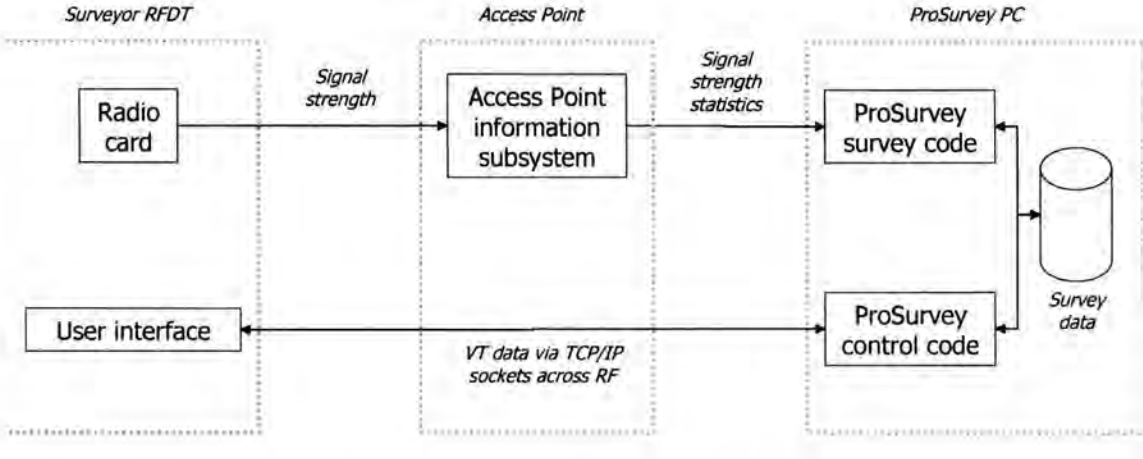 Surveyor RFDT
Access Point
ProSurvey PC
Radio
card
Signal
strength
Access Point
information
subsystem
Signal
strength
statistics
ProSurvey
survey code
Survey
data
User interface
VT data via TCP/IP
sockets across RF
ProSurvey
control code